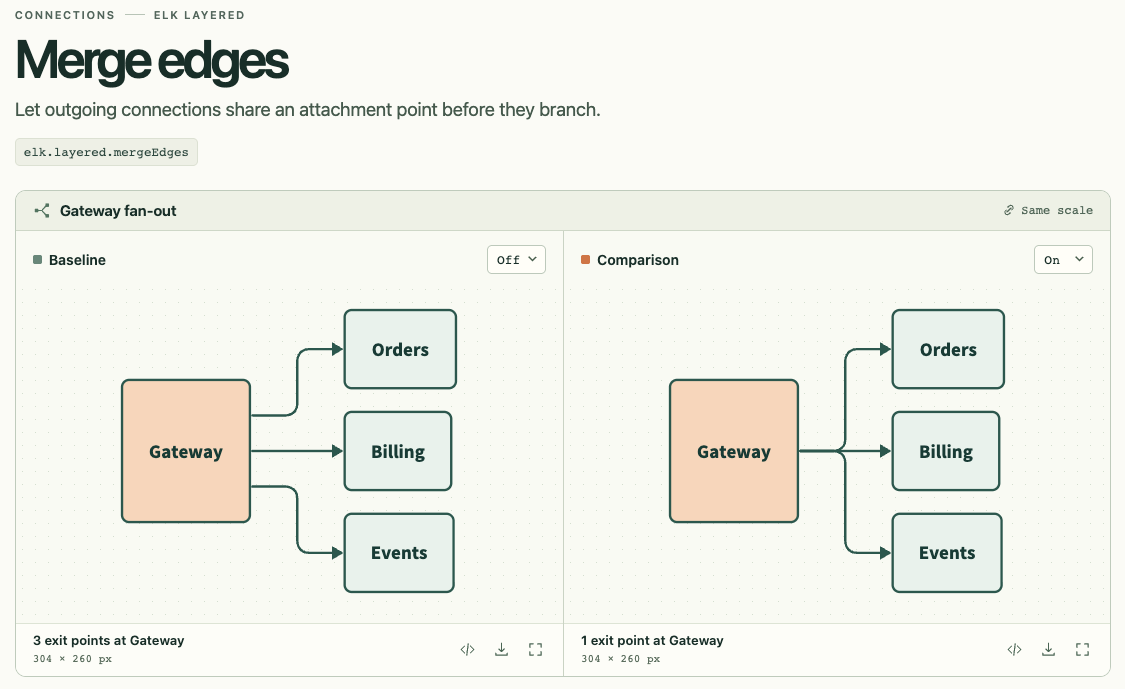 CONNECTIONS — ELK LAYERED
Merge edges
Let outgoing connections share an attachment point before they branch.
elk.layered.mergeEdges
Gateway fan-out
Same scale
Baseline
Off
Orders
Gateway
Billing
Events
3 exit points at Gateway
304 × 260 px
Comparison
On
Orders
Gateway
Billing
Events
1 exit point at Gateway
304 × 260 px